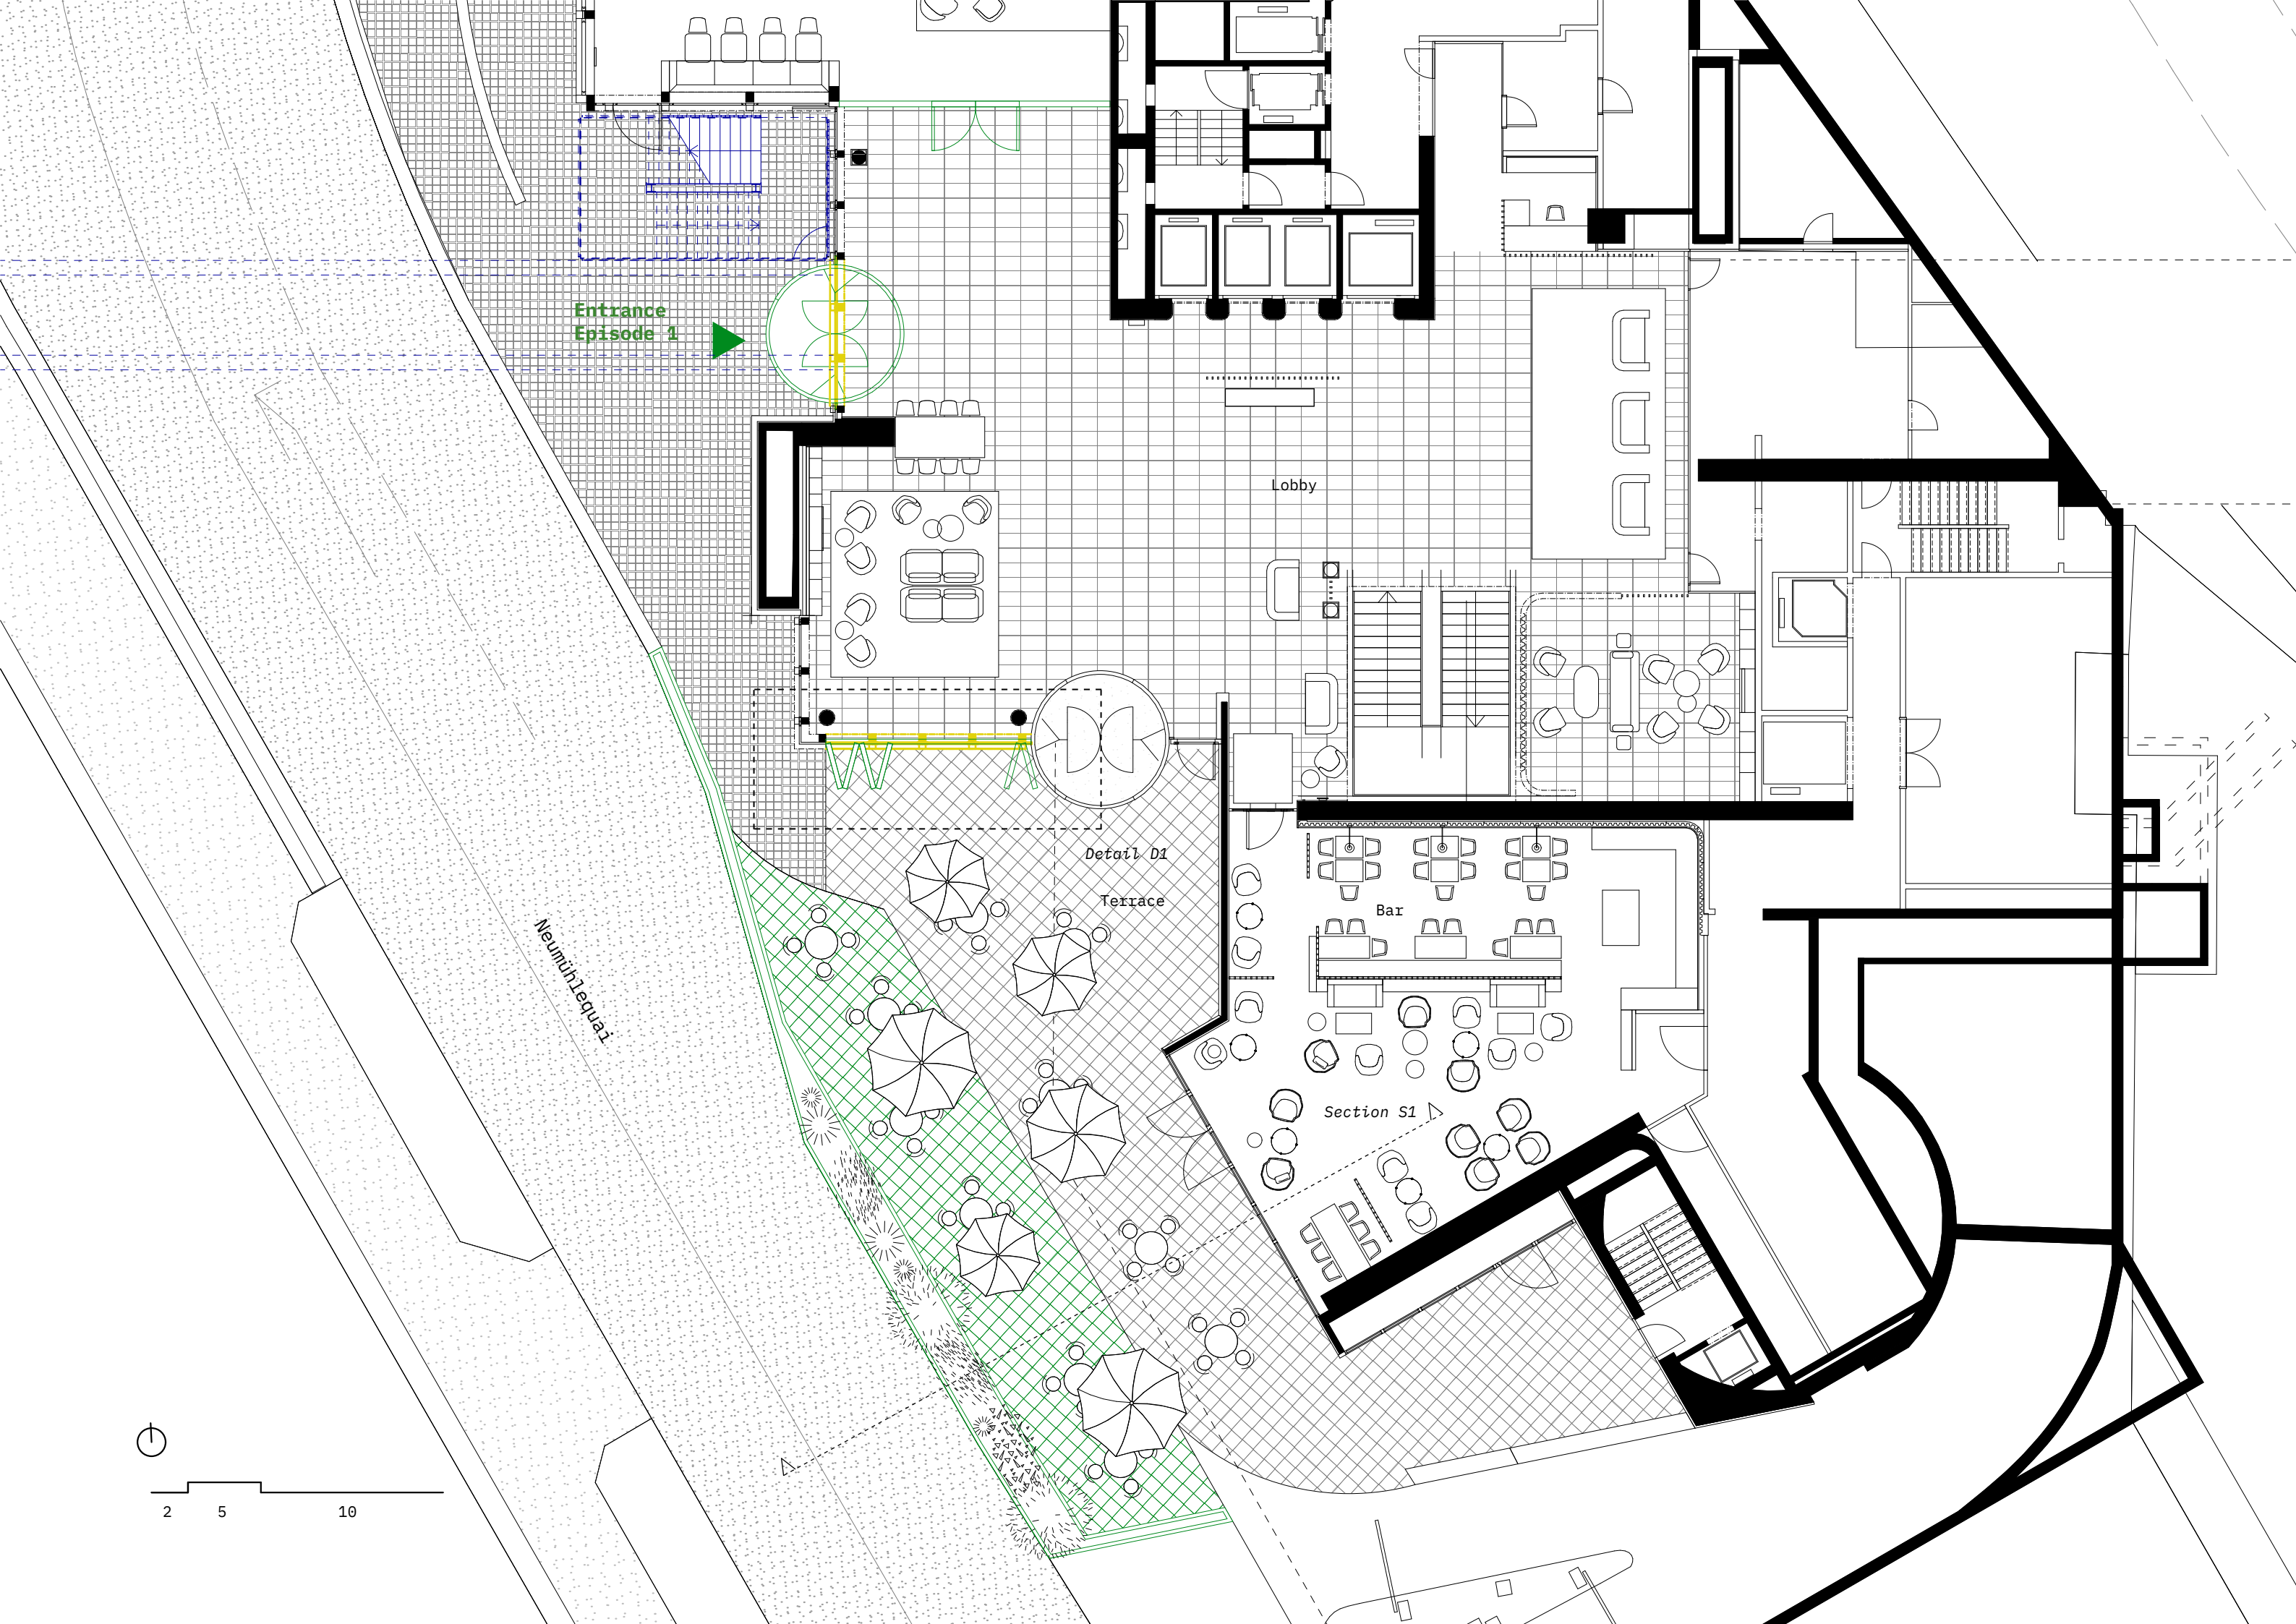 Entrance
Episode 1
Lobby
Detail D1
Terrace
Bar
Neumühlequai
Section S1
2 5 10